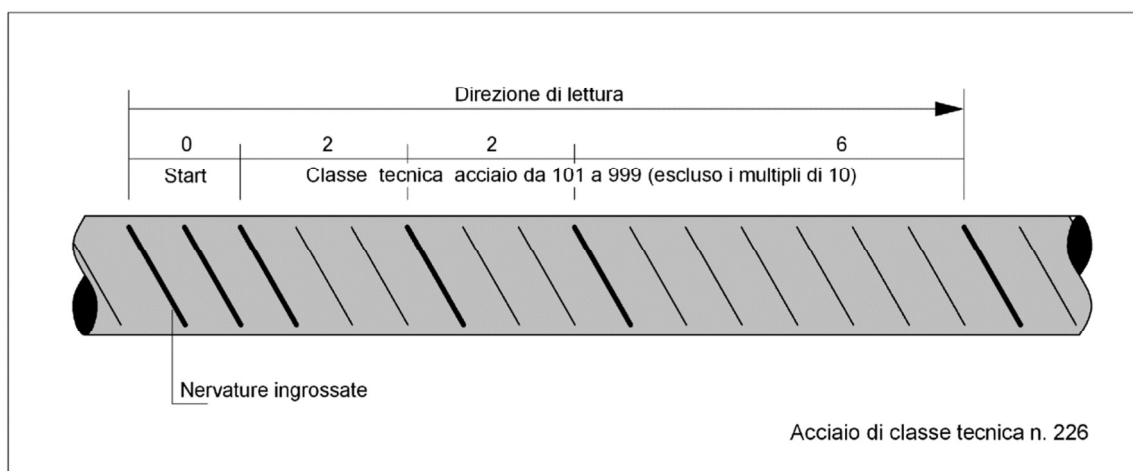 Direzione di lettura
0 2 2 6
Start Classe tecnica acciaio da 101 a 999 (escluso i multipli di 10)
Nervature ingrossate
Acciaio di classe tecnica n. 226